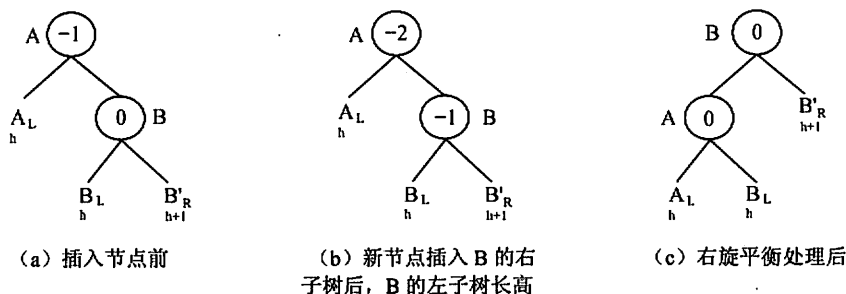 A -1
A_L
h
0 B
B_L
h
B'_R
h+1
(a) 插入节点前
A -2
A_L
h
-1 B
B_L
h
B'_R
h+1
(b) 新节点插入 B 的右
子树后，B 的左子树长高
B 0
A 0
B'_R
h+1
A_L
h
B_L
h
(c) 右旋平衡处理后